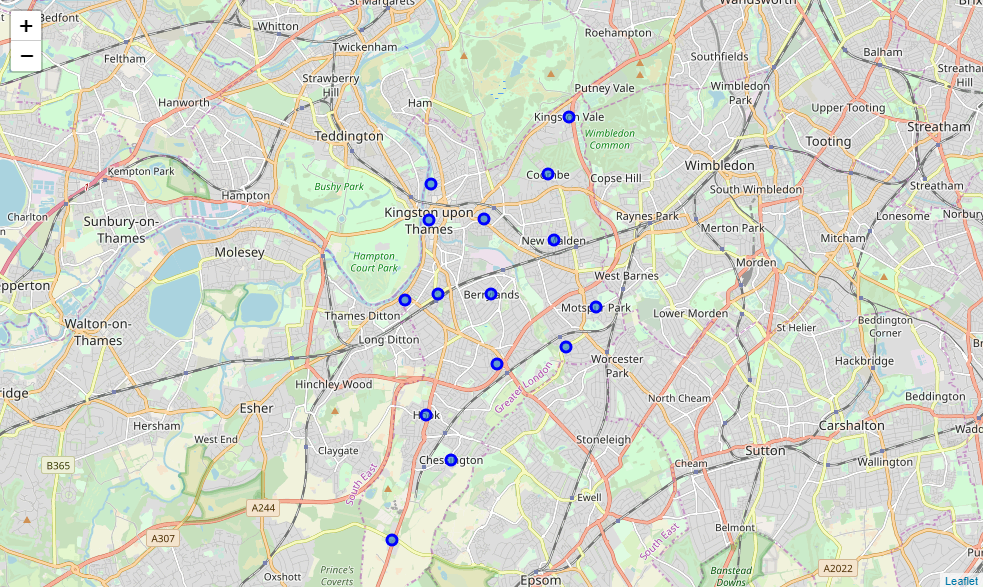 +
−
Bedford
St Margarets
Wandsworth
Whitton
Roehampton
Twickenham
Feltham
Southfields
Balham
Streatham
Hill
Strawberry
Hill
Putney Vale
Wimbledon
Park
Hanworth
Ham
Upper Tooting
Kingston Vale
Streatham
Teddington
Wimbledon
Common
Tooting
Kempton Park
Wimbledon
Coombe
Copse Hill
Bushy Park
South Wimbledon
Streatham
Hampton
Charlton
Sunbury-on-
Thames
Kingston upon
Thames
Raynes Park
Lonesome
Norbury
Merton Park
Molesey
New Malden
Mitcham
Hampton
Court Park
Morden
West Barnes
Berrylands
Motspur Park
Thames Ditton
Lower Morden
Walton-on-
Thames
St Helier
Beddington
Corner
Long Ditton
Worcester
Park
Hackbridge
Greater London
Hinchley Wood
North Cheam
Beddington
Esher
Hook
Hersham
Carshalton
West End
Stoneleigh
Claygate
Chessington
Sutton
Cheam
Wallington
B365
South East
Ewell
A244
Belmont
South East
A307
Prince's
Coverts
Oxshott
Epsom
Banstead
Downs
A2022
Leaflet